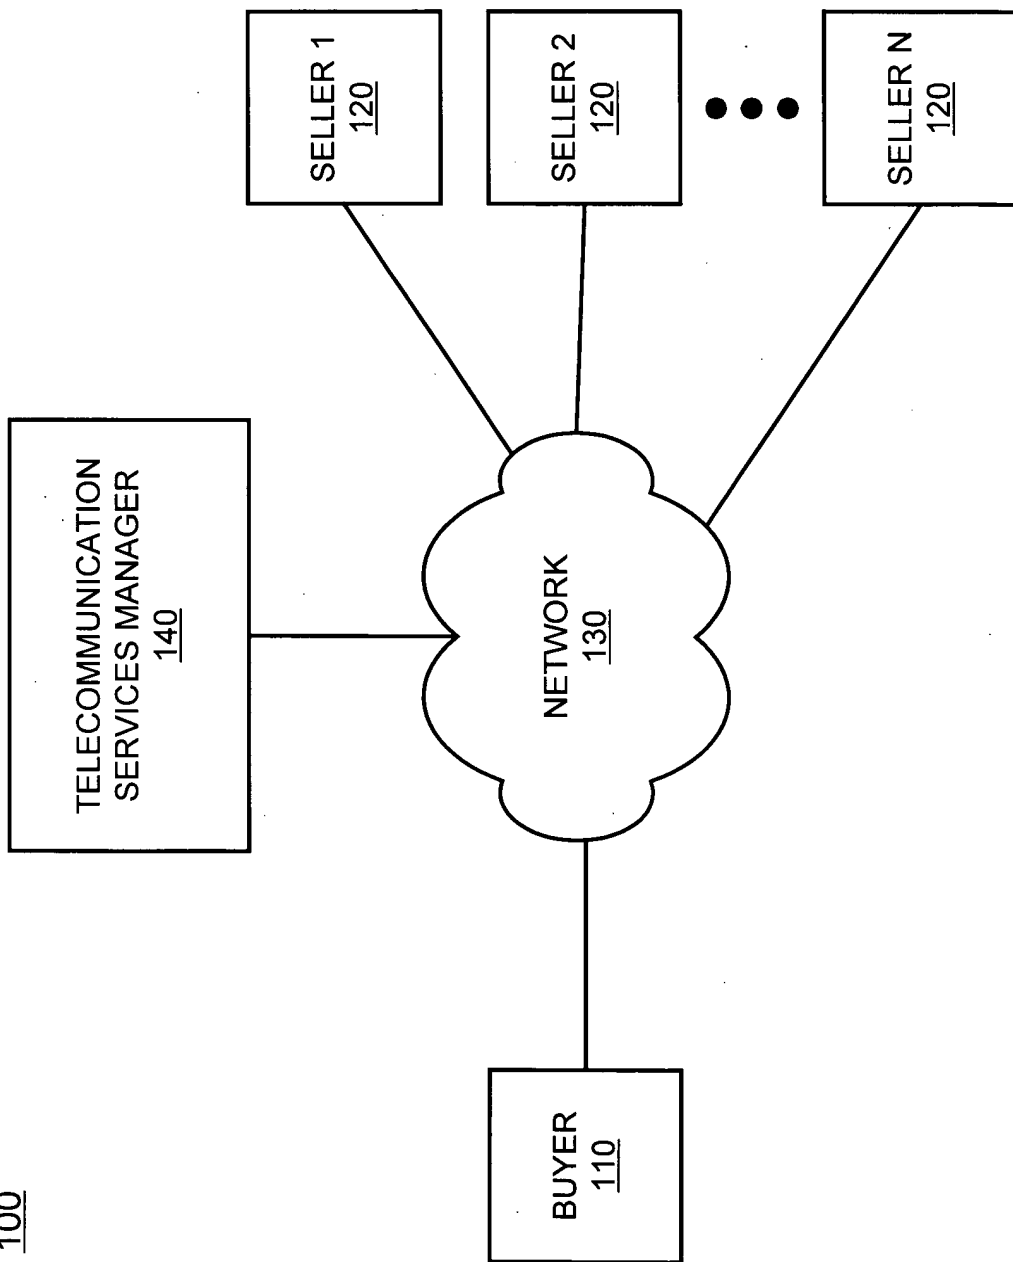 100
TELECOMMUNICATION
SERVICES MANAGER
140
BUYER
110
NETWORK
130
SELLER 1
120
SELLER 2
120
SELLER N
120